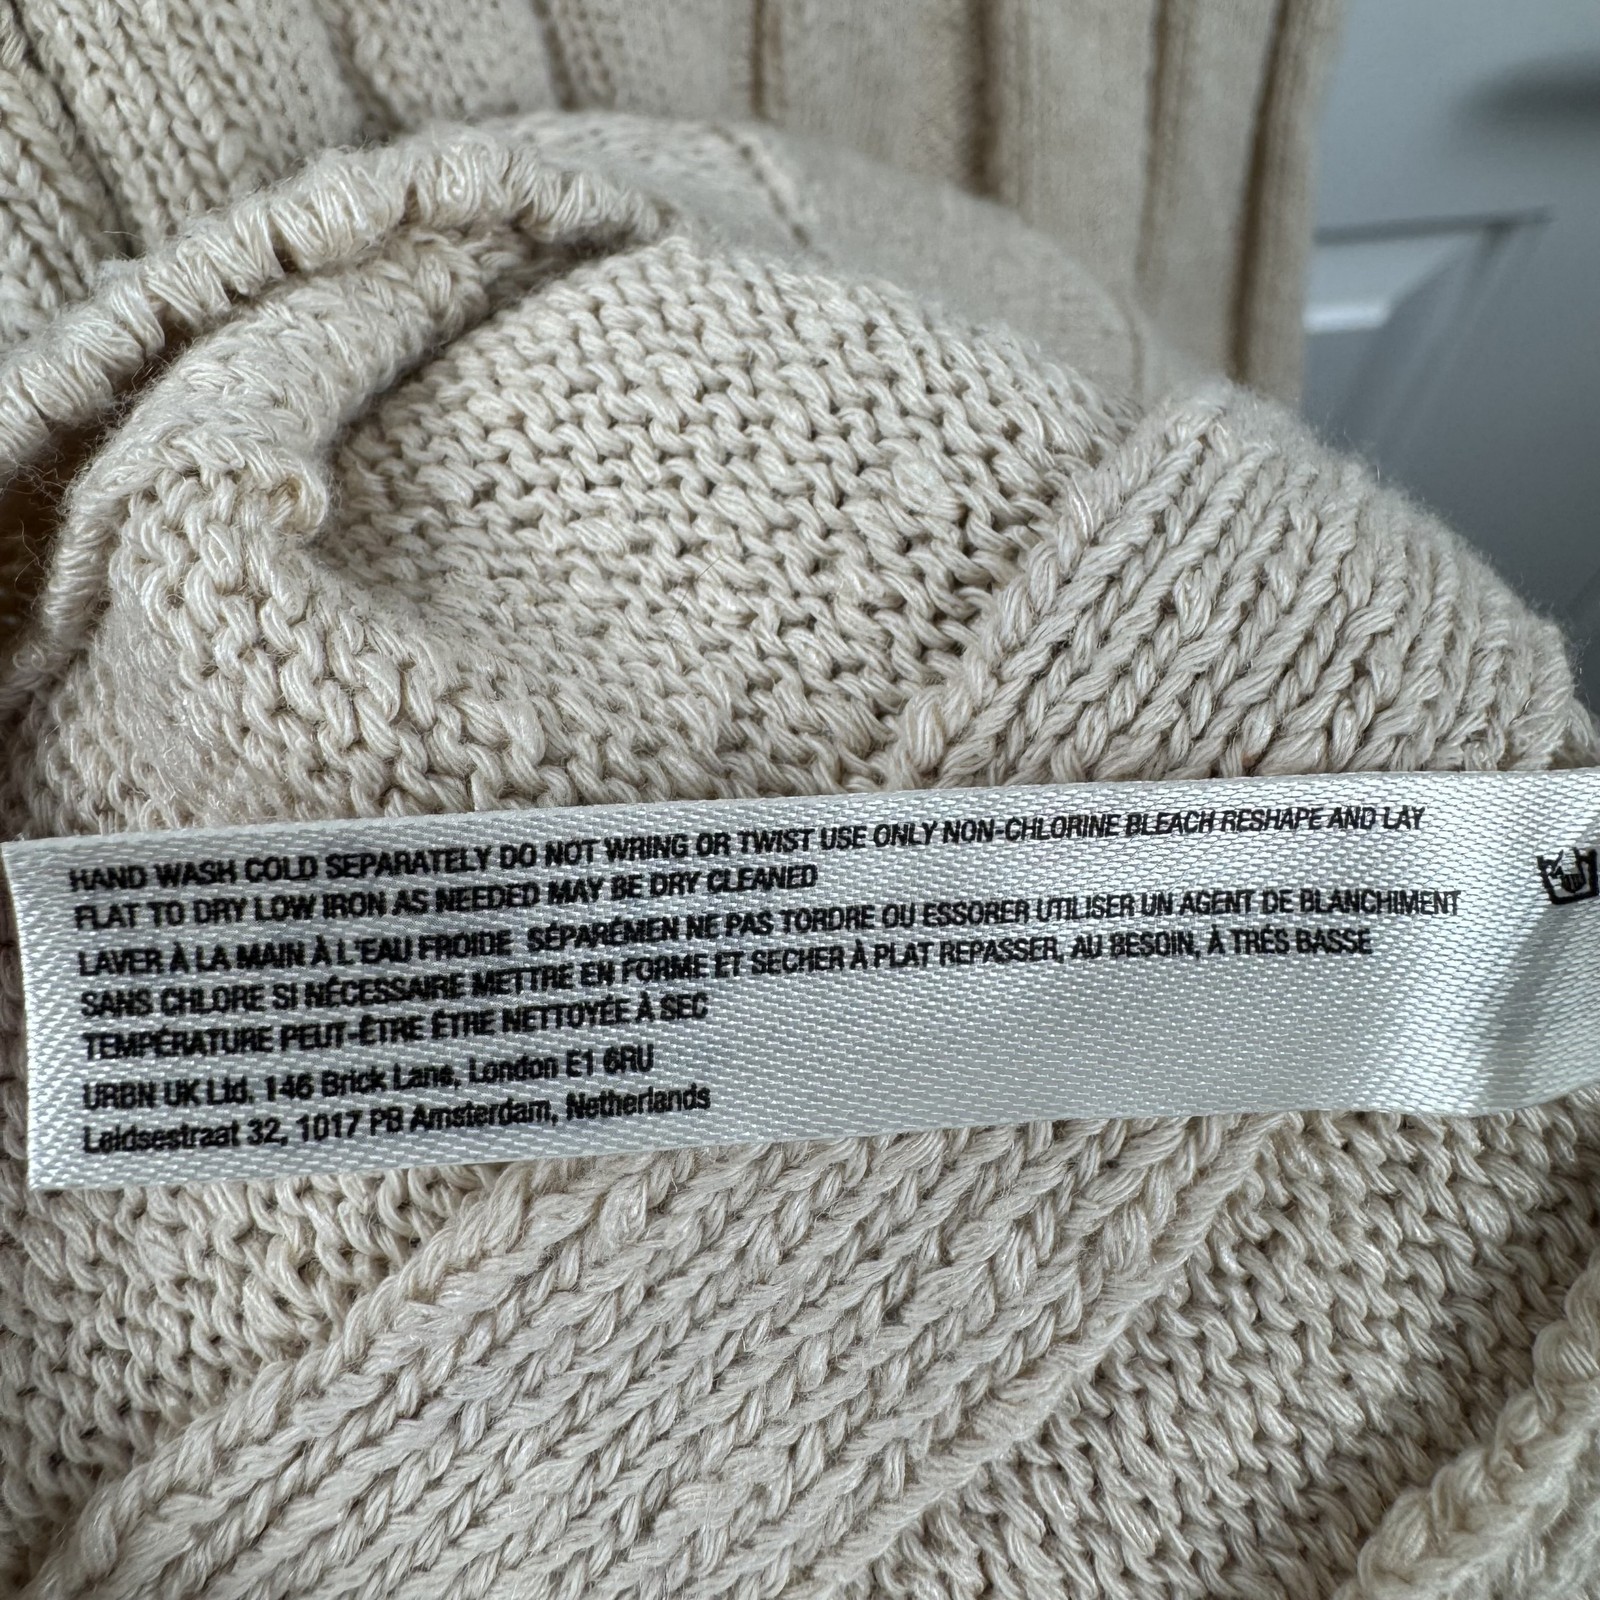 HAND WASH COLD SEPARATELY DO NOT WRING OR TWIST USE ONLY NON-CHLORINE BLEACH RESHAPE AND LAY
FLAT TO DRY LOW IRON AS NEEDED MAY BE DRY CLEANED
LAVER À LA MAIN À L'EAU FROIDE SÉPARÉMEN NE PAS TORDRE OU ESSORER UTILISER UN AGENT DE BLANCHIMENT
SANS CHLORE SI NÉCESSAIRE METTRE EN FORME ET SECHER À PLAT REPASSER, AU BESOIN, À TRÉS BASSE
TEMPÉRATURE PEUT-ÊTRE ÊTRE NETTOYÉE À SEC
URBN UK Ltd. 146 Brick Lane, London E1 6RU
Leidsestraat 32, 1017 PB Amsterdam, Netherlands